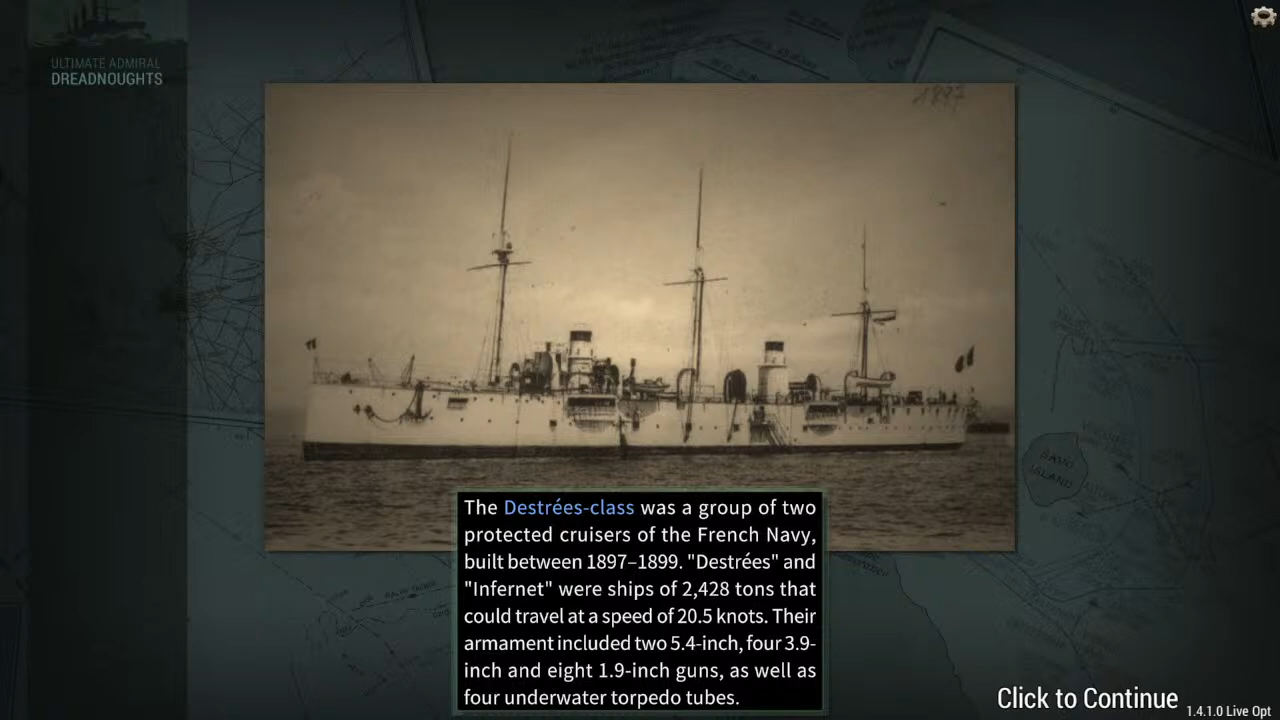 ULTIMATE ADMIRAL
DREADNOUGHTS
1897
The Destrées-class was a group of two
protected cruisers of the French Navy,
built between 1897–1899. "Destrées" and
"Infernet" were ships of 2,428 tons that
could travel at a speed of 20.5 knots. Their
armament included two 5.4-inch, four 3.9-
inch and eight 1.9-inch guns, as well as
four underwater torpedo tubes.
ISLAND
Click to Continue
1.4.1.0 Live Opt